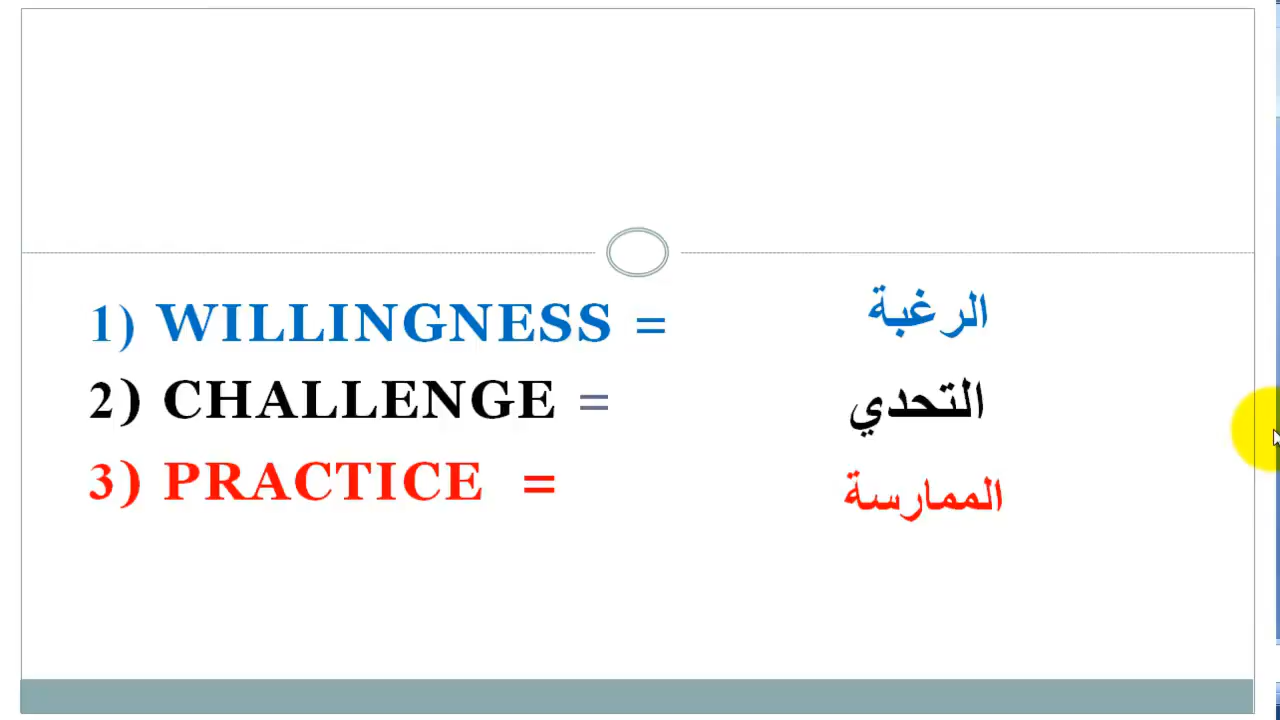 1) WILLINGNESS = الرغبة
2) CHALLENGE = التحدي
3) PRACTICE = الممارسة